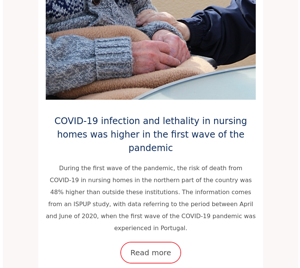 COVID-19 infection and lethality in nursing
homes was higher in the first wave of the
pandemic
During the first wave of the pandemic, the risk of death from
COVID-19 in nursing homes in the northern part of the country was
48% higher than outside these institutions. The information comes
from an ISPUP study, with data referring to the period between April
and June of 2020, when the first wave of the COVID-19 pandemic was
experienced in Portugal.
Read more